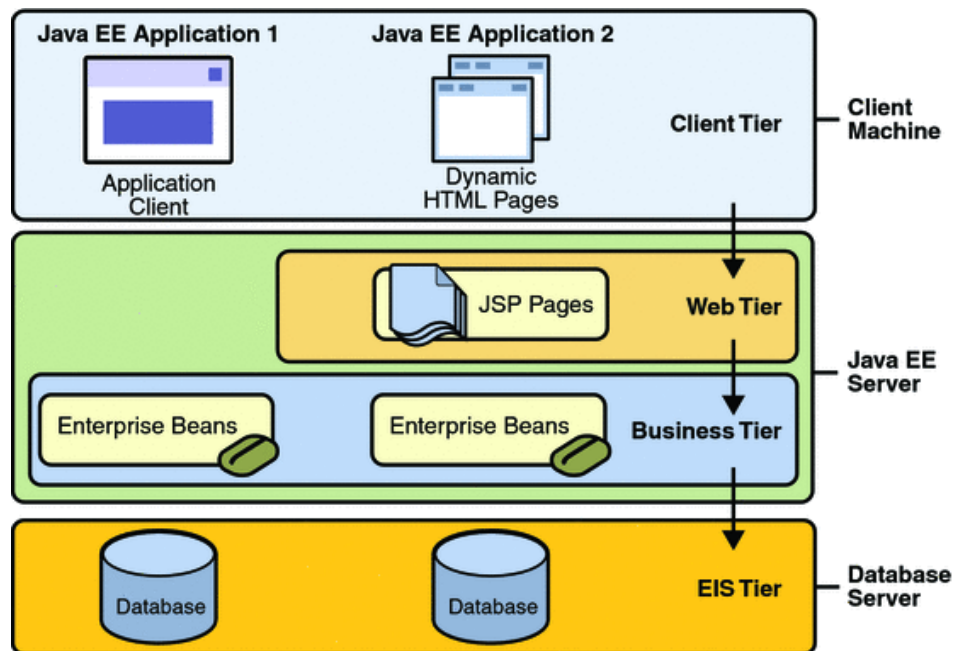 Java EE Application 1
Java EE Application 2
Application
Client
Dynamic
HTML Pages
Client Tier
Client
Machine
JSP Pages
Web Tier
Java EE
Server
Enterprise Beans
Enterprise Beans
Business Tier
Database
Database
EIS Tier
Database
Server